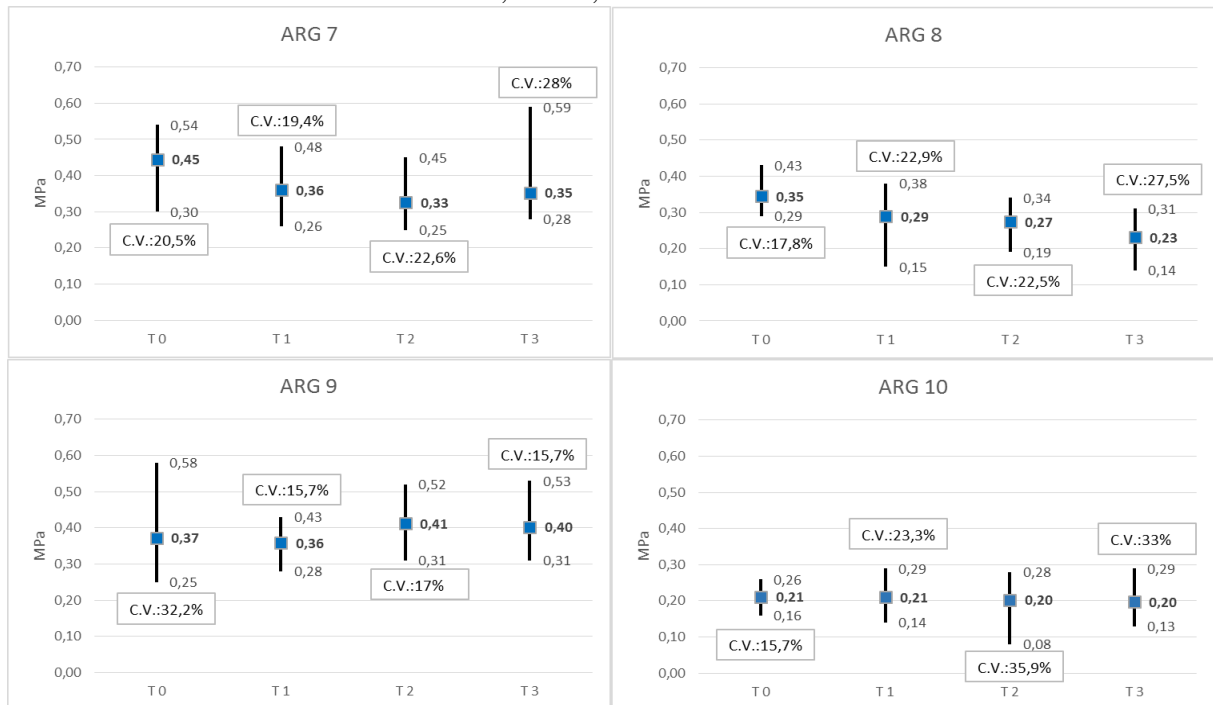 ARG 7
0,70
0,60
0,50
0,40
0,30
0,20
0,10
0,00
MPa
0,54
0,45
0,30
C.V.:20,5%
C.V.:19,4%
0,48
0,36
0,26
0,45
0,33
0,25
C.V.:22,6%
C.V.:28%
0,59
0,35
0,28
T 0
T 1
T 2
T 3
ARG 8
0,70
0,60
0,50
0,40
0,30
0,20
0,10
0,00
MPa
0,43
0,35
0,29
C.V.:17,8%
C.V.:22,9%
0,38
0,29
0,15
0,34
0,27
0,19
C.V.:22,5%
C.V.:27,5%
0,31
0,23
0,14
T 0
T 1
T 2
T 3
ARG 9
0,70
0,60
0,50
0,40
0,30
0,20
0,10
0,00
MPa
0,58
0,37
0,25
C.V.:32,2%
C.V.:15,7%
0,43
0,36
0,28
0,52
0,41
0,31
C.V.:17%
C.V.:15,7%
0,53
0,40
0,31
T 0
T 1
T 2
T 3
ARG 10
0,70
0,60
0,50
0,40
0,30
0,20
0,10
0,00
MPa
0,26
0,21
0,16
C.V.:15,7%
C.V.:23,3%
0,29
0,21
0,14
0,28
0,20
0,08
C.V.:35,9%
C.V.:33%
0,29
0,20
0,13
T 0
T 1
T 2
T 3